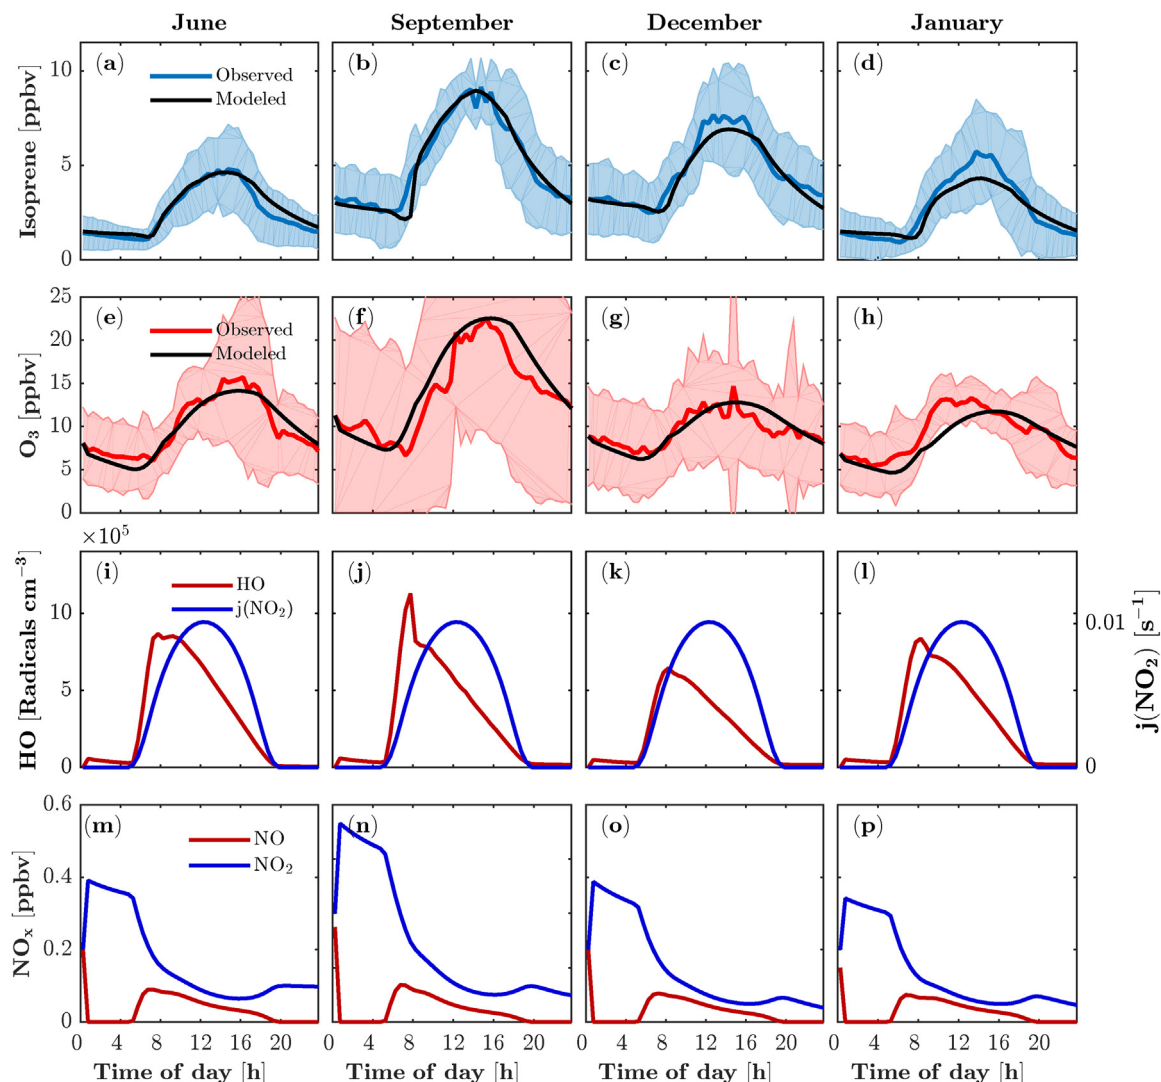 June September December January
(a) (b) (c) (d)
Observed
Modeled
Isoprene [ppbv]
10
5
0
(e) (f) (g) (h)
Observed
Modeled
O₃ [ppbv]
25
20
15
10
5
0
×10⁵
(i) (j) (k) (l)
HO
j(NO₂)
HO [Radicals cm⁻³]
10
5
0
j(NO₂) [s⁻¹]
0.01
0
(m) (n) (o) (p)
NO
NO₂
NOₓ [ppbv]
0.6
0.4
0.2
0
0 4 8 12 16 20 0 4 8 12 16 20 0 4 8 12 16 20 0 4 8 12 16 20
Time of day [h] Time of day [h] Time of day [h] Time of day [h]